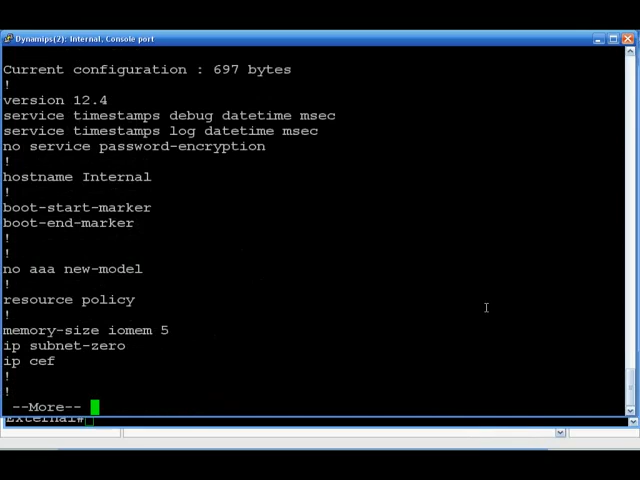 Dynamips(2): Internal, Console port
Current configuration : 697 bytes
!
version 12.4
service timestamps debug datetime msec
service timestamps log datetime msec
no service password-encryption
!
hostname Internal
!
boot-start-marker
boot-end-marker
!
!
no aaa new-model
!
resource policy
!
memory-size iomem 5
ip subnet-zero
ip cef
!
!
--More--
External#